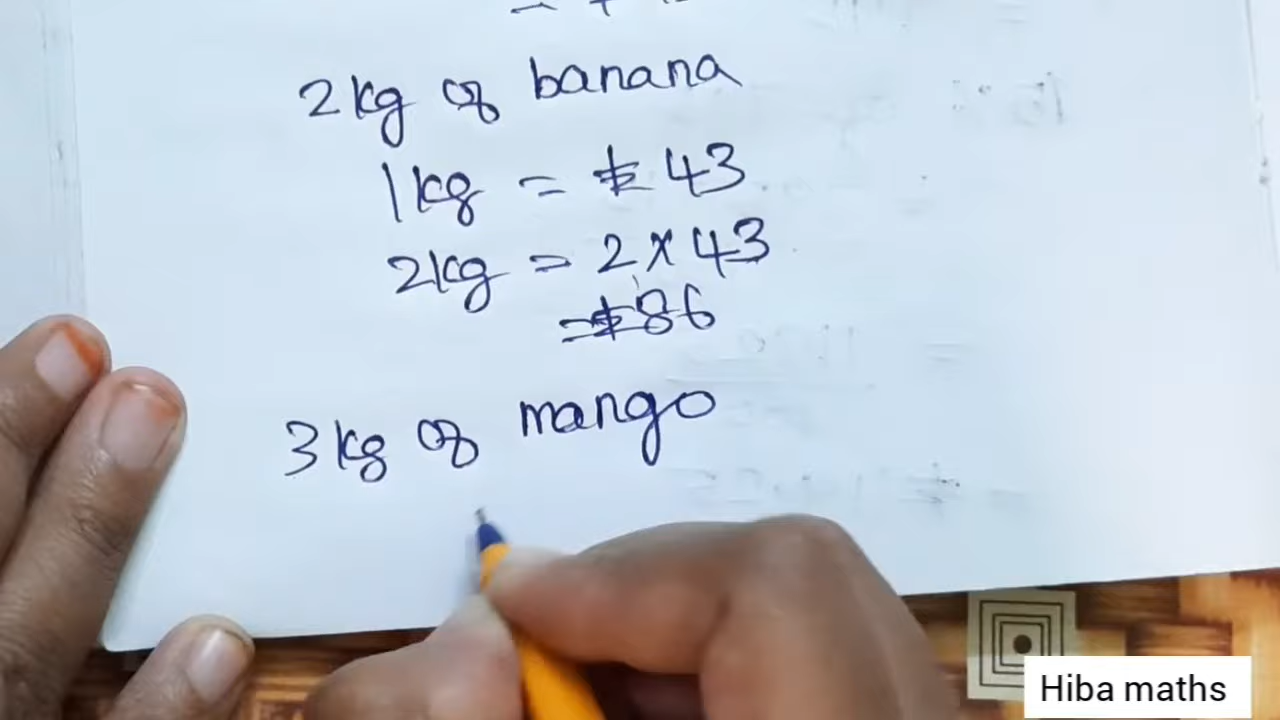 2kg of banana
1kg = ₹ 43
2kg = 2 x 43
= ₹ 86
3kg of mango
Hiba maths